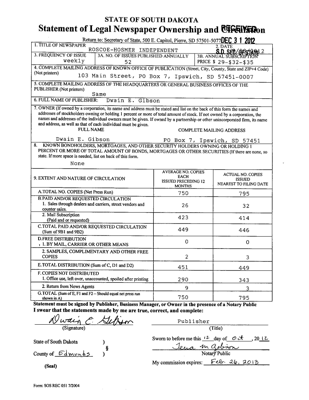 STATE OF SOUTH DAKOTA
Statement of Legal Newspaper Ownership and Circulation
Return to: Secretary of State, 500 E. Capitol, Pierre, SD 57501-5077
DEC 31 2012
1. TITLE OF NEWSPAPER
ROSCOE-HOSMER INDEPENDENT
2. DATE
3. FREQUENCY OF ISSUE
weekly
3A. NO. OF ISSUES PUBLISHED ANNUALLY
52
3B. ANNUAL SUBSCRIPTION
PRICE $ 29-$32-$35
4. COMPLETE MAILING ADDRESS OF KNOWN OFFICE OF PUBLICATION (Street, City, County, State and ZIP+4 Code)
(Not printers)
103 Main Street, PO Box 7, Ipswich, SD 57451-0007
5. COMPLETE MAILING ADDRESS OF THE HEADQUARTERS OR GENERAL BUSINESS OFFICES OF THE
PUBLISHER (Not printer)
Same
6. FULL NAME OF PUBLISHER: Dwain E. Gibson
7. OWNER (If owned by a corporation, its name and address must be stated and list on the back of this form the names and
addresses of stockholders owning or holding 1 percent or more of total amount of stock. If not owned by a corporation, the
names and addresses of the individual owners must be given. If owned by a partnership or other unincorporated firm, its name
and address, as well as that of each individual must be given.
FULL NAME COMPLETE MAILING ADDRESS
Dwain E. Gibson PO Box 7, Ipswich, SD 57451
8. KNOWN BONDHOLDERS, MORTGAGES, AND OTHER SECURITY HOLDERS OWNING OR HOLDING 1
PERCENT OR MORE OF TOTAL AMOUNT OF BONDS, MORTGAGES OR OTHER SECURITIES (If there are none, so
state. If more space is needed, list on back of this form.
None
9. EXTENT AND NATURE OF CIRCULATION
AVERAGE NO. COPIES
EACH
ISSUED PRECEDING 12
MONTHS
ACTUAL NO. COPIES
ISSUED
NEAREST TO FILING DATE
A. TOTAL NO. COPIES (Net Press Run) 750 795
B. PAID AND/OR REQUESTED CIRCULATION
1. Sales through dealers and carriers, street vendors and
counter sales. 26 32
2. Mail Subscription
(Paid and or requested) 423 414
C. TOTAL PAID AND/OR REQUESTED CIRCULATION
(Sum of 9B1 and 9B2) 449 446
D. FREE DISTRIBUTION
1. BY MAIL, CARRIER OR OTHER MEANS 0 0
2. SAMPLES, COMPLIMENTARY AND OTHER FREE
COPIES 2 3
E. TOTAL DISTRIBUTION (Sum of C, D1 and D2) 451 449
F. COPIES NOT DISTRIBUTED
1. Office use, left over, unaccounted, spoiled after printing 290 343
2. Return from News Agents 9 3
G. TOTAL (Sum of E, F1 and F2 - Should equal net press run
shown in A) 750 795
Statement must be signed by Publisher, Business Manager, or Owner in the presence of a Notary Public
I swear that the statements made by me are true, correct, and complete:
Dwain E Gibson Publisher
(Signature) (Title)
State of South Dakota )
§
County of Edmunds )
Sworn to before me this 12 day of Oct, 2012
Notary Public
My commission expires: Feb. 26, 2013
(Seal)
Form: SOS REC 051 7/2004